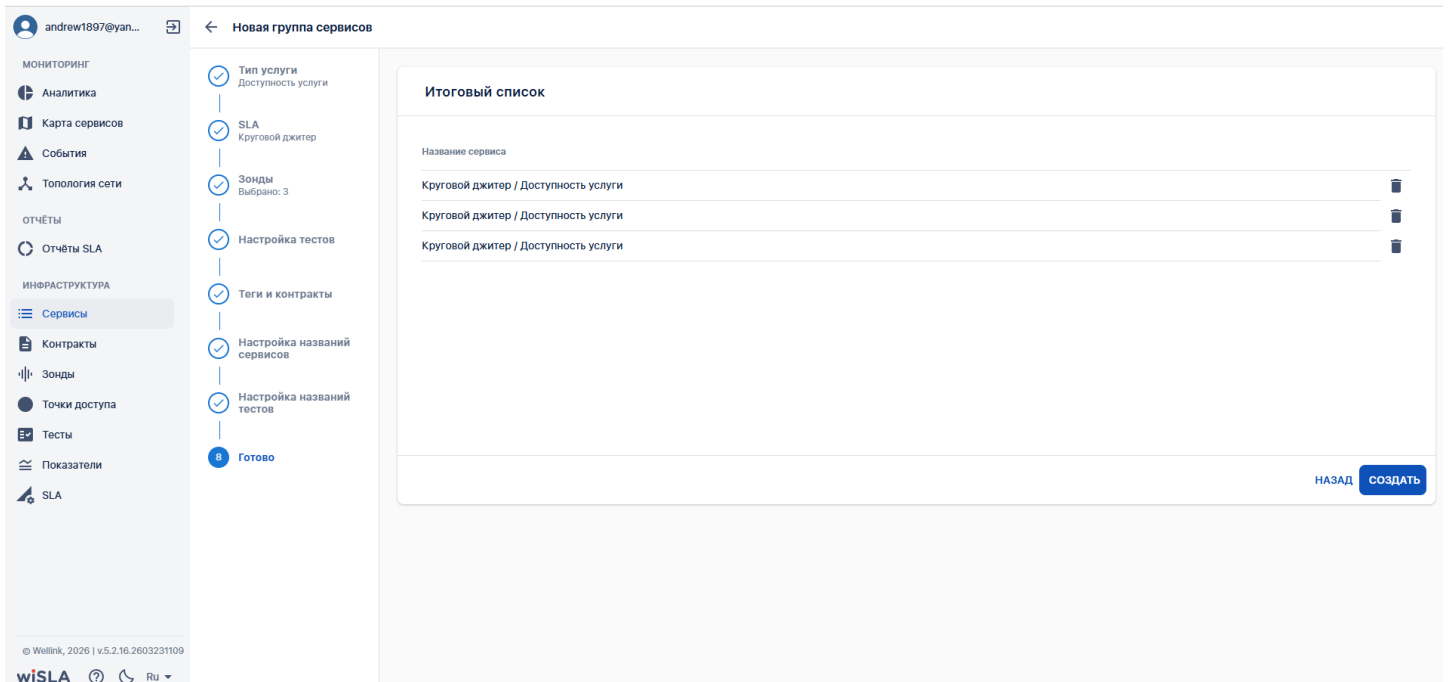 andrew1897@yan...
Новая группа сервисов
МОНИТОРИНГ
Аналитика
Карта сервисов
События
Топология сети
ОТЧЁТЫ
Отчёты SLA
ИНФРАСТРУКТУРА
Сервисы
Контракты
Зонды
Точки доступа
Тесты
Показатели
SLA
© Wellink, 2026 | v.5.2.16.2603231109
wiSLA
Ru
Тип услуги
Доступность услуги
SLA
Круговой джитер
Зонды
Выбрано: 3
Настройка тестов
Теги и контракты
Настройка названий
сервисов
Настройка названий
тестов
8 Готово
Итоговый список
Название сервиса
Круговой джитер / Доступность услуги
Круговой джитер / Доступность услуги
Круговой джитер / Доступность услуги
НАЗАД СОЗДАТЬ